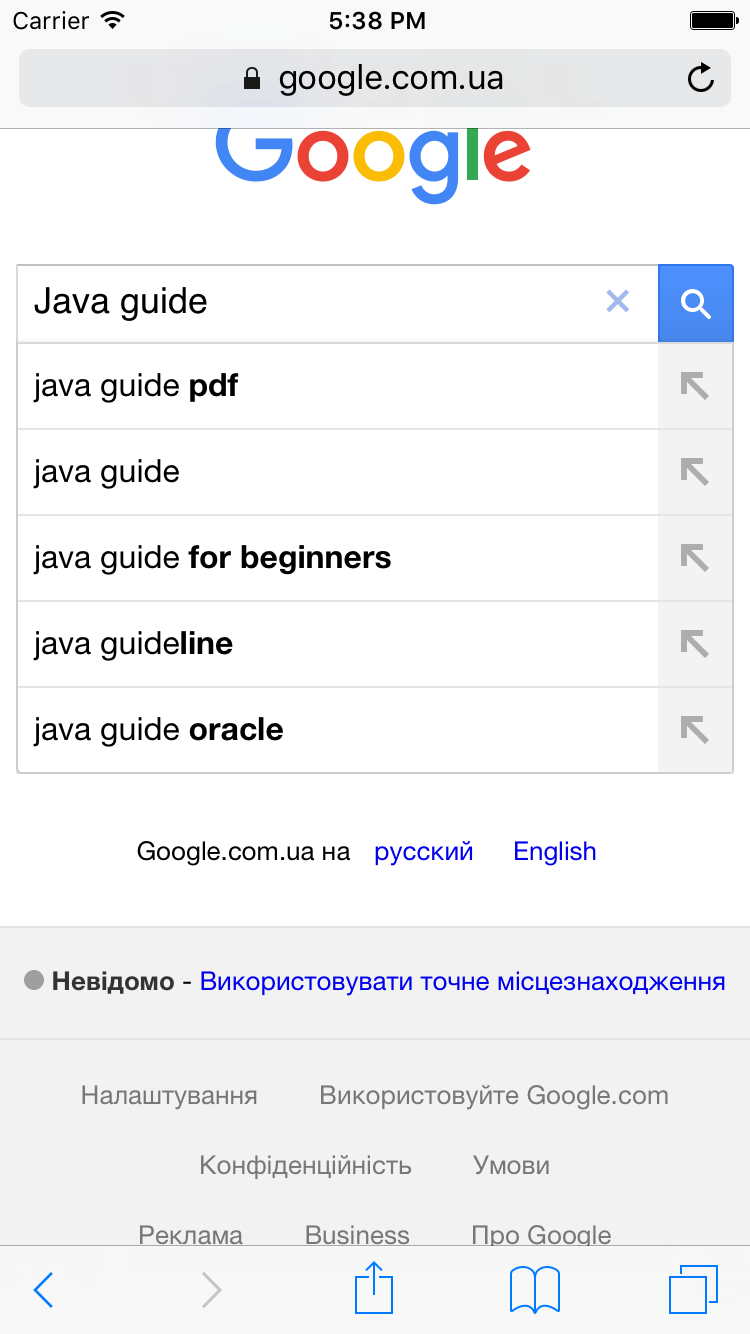 Carrier 5:38 PM
google.com.ua
Google
Java guide
java guide pdf
java guide
java guide for beginners
java guideline
java guide oracle
Google.com.ua на русский English
Невідомо - Використовувати точне місцезнаходження
Налаштування Використовуйте Google.com
Конфіденційність Умови
Реклама Business Про Google